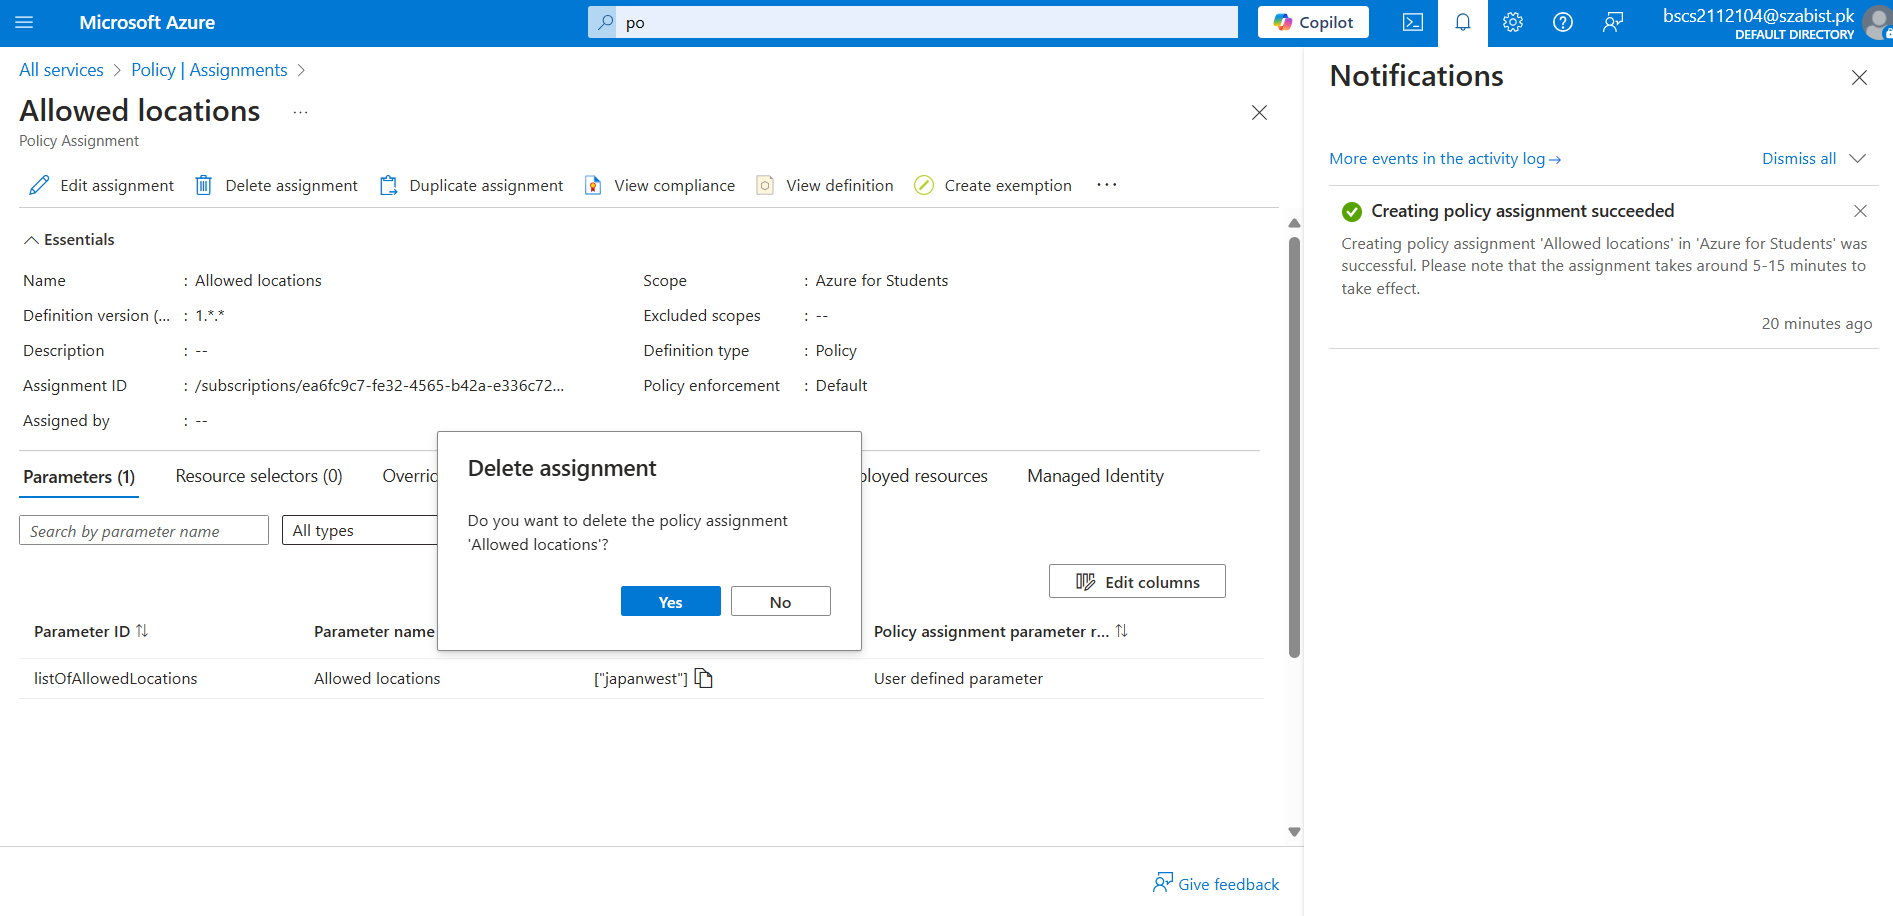 Microsoft Azure
po
Copilot
bscs2112104@szabist.pk
DEFAULT DIRECTORY
All services > Policy | Assignments >
Allowed locations ...
Policy Assignment
Edit assignment Delete assignment Duplicate assignment View compliance View definition Create exemption ...
Essentials
Name : Allowed locations
Definition version (... : 1.*.*
Description : --
Assignment ID : /subscriptions/ea6fc9c7-fe32-4565-b42a-e336c72...
Assigned by : --
Scope : Azure for Students
Excluded scopes : --
Definition type : Policy
Policy enforcement : Default
Parameters (1) Resource selectors (0) Overric ployed resources Managed Identity
Search by parameter name
All types
Edit columns
Parameter ID Parameter name Policy assignment parameter r...
listOfAllowedLocations Allowed locations ["japanwest"] User defined parameter
Delete assignment
Do you want to delete the policy assignment
'Allowed locations'?
Yes No
Give feedback
Notifications
More events in the activity log →
Dismiss all
Creating policy assignment succeeded
Creating policy assignment 'Allowed locations' in 'Azure for Students' was
successful. Please note that the assignment takes around 5-15 minutes to
take effect.
20 minutes ago